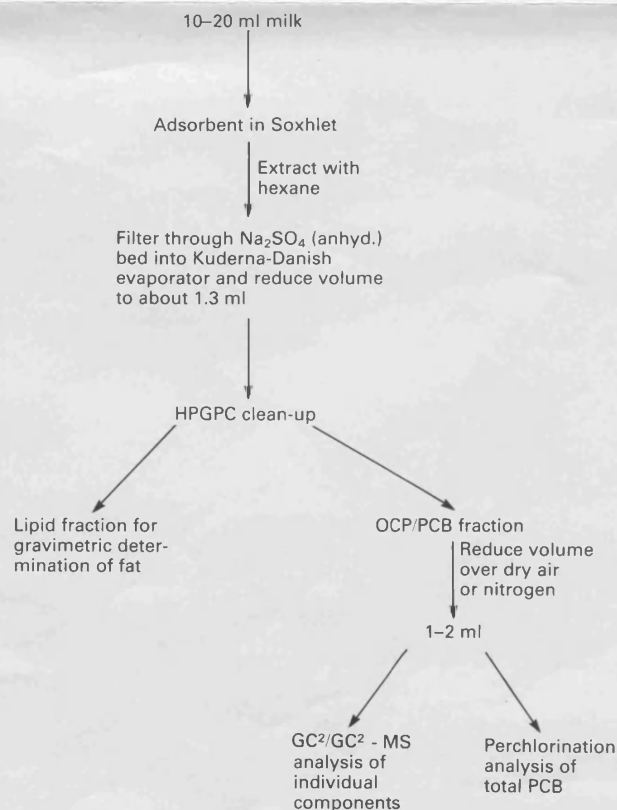 10–20 ml milk
Adsorbent in Soxhlet
Extract with
hexane
Filter through Na₂SO₄ (anhyd.)
bed into Kuderna-Danish
evaporator and reduce volume
to about 1.3 ml
HPGPC clean-up
Lipid fraction for
gravimetric deter-
mination of fat
OCP/PCB fraction
Reduce volume
over dry air
or nitrogen
1–2 ml
GC²/GC² - MS
analysis of
individual
components
Perchlorination
analysis of
total PCB